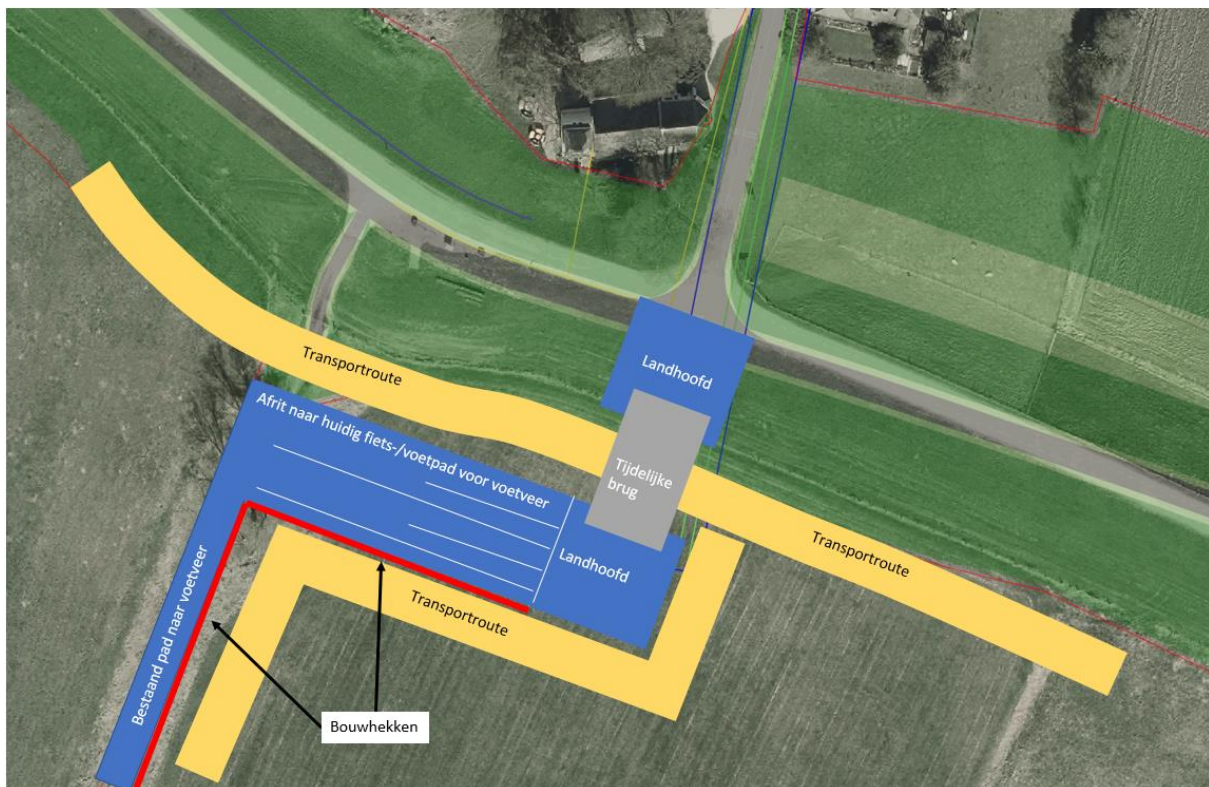 Transportroute
Landhoofd
Afrit naar huidig fiets-/voetpad voor voetveer
Tijdelijke
brug
Transportroute
Landhoofd
Transportroute
Bestaand pad naar voetveer
Bouwhekken